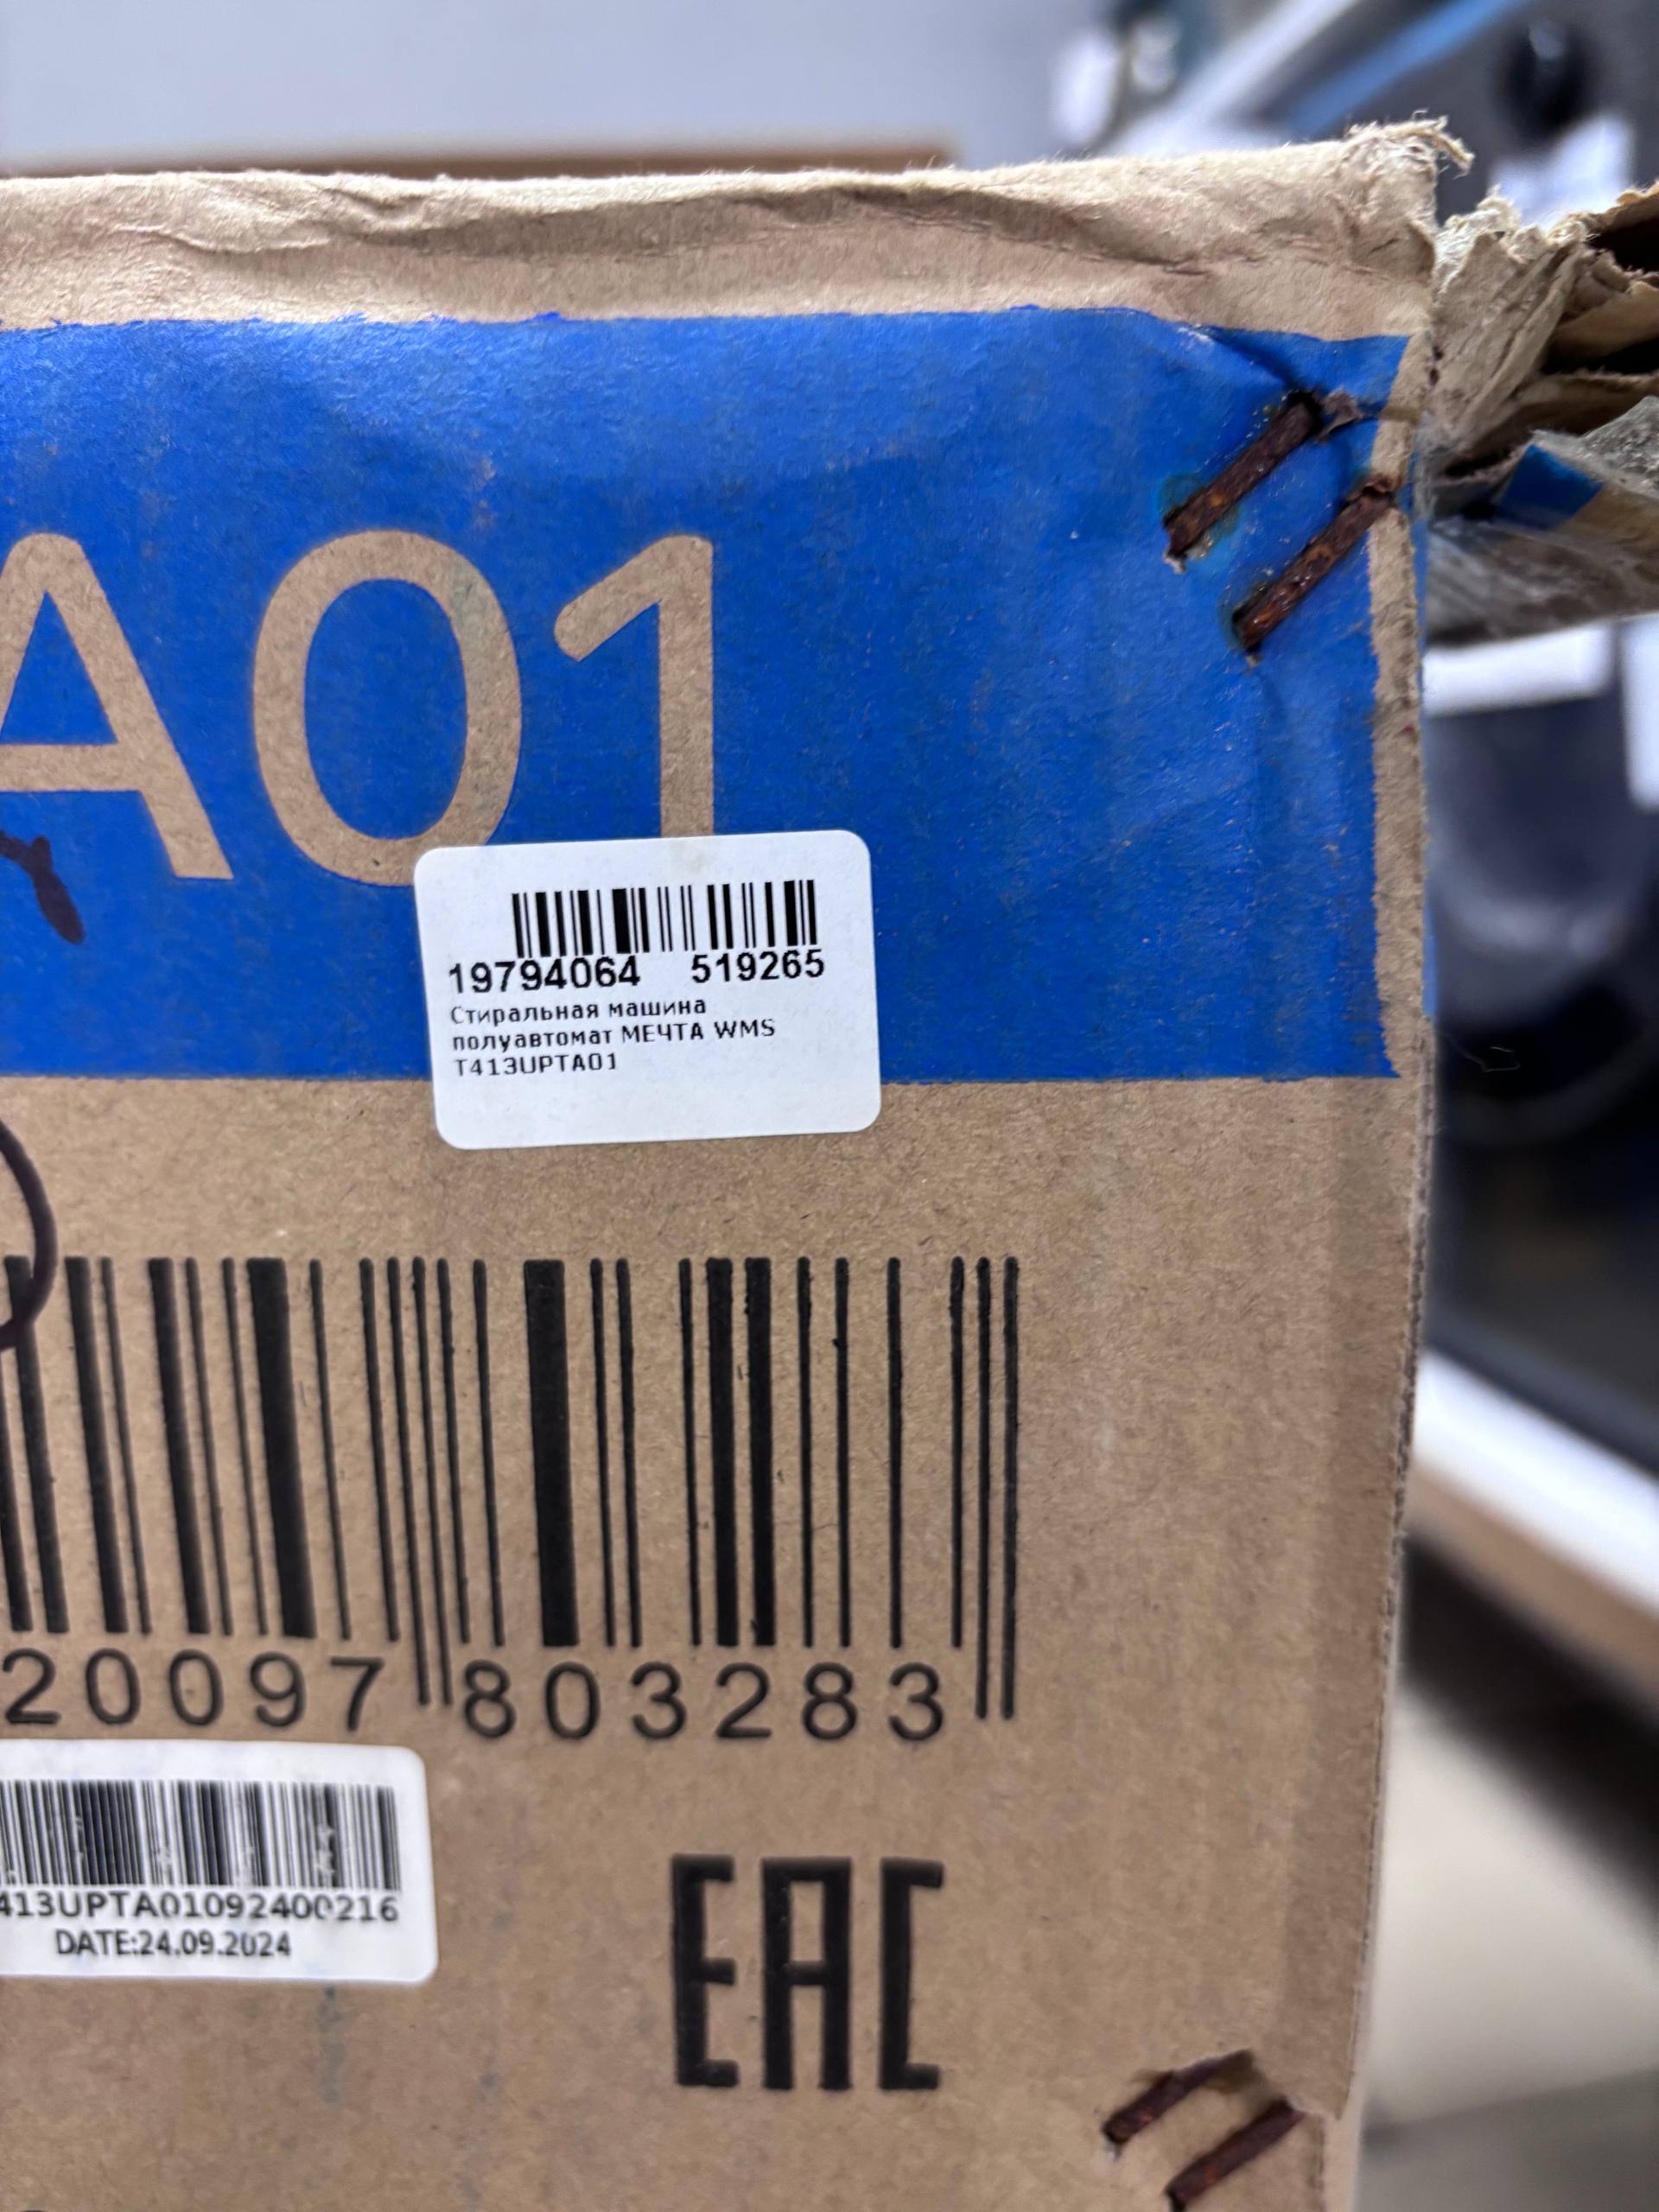 A01
19794064 519265
Стиральная машина
полуавтомат МЕЧТА WMS
T413UPTA01
20097 803283
413UPTA01092400216
DATE:24.09.2024
EAC